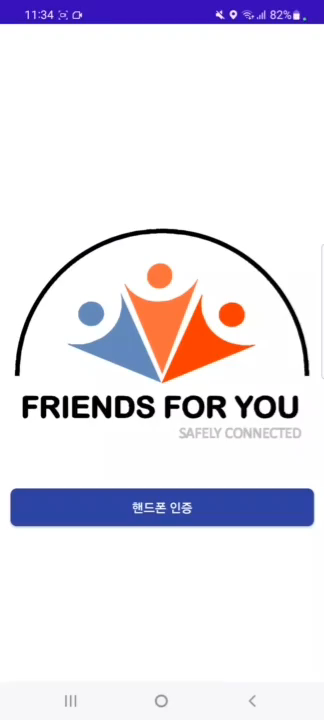 11:34
82%
FRIENDS FOR YOU
SAFELY CONNECTED
핸드폰 인증